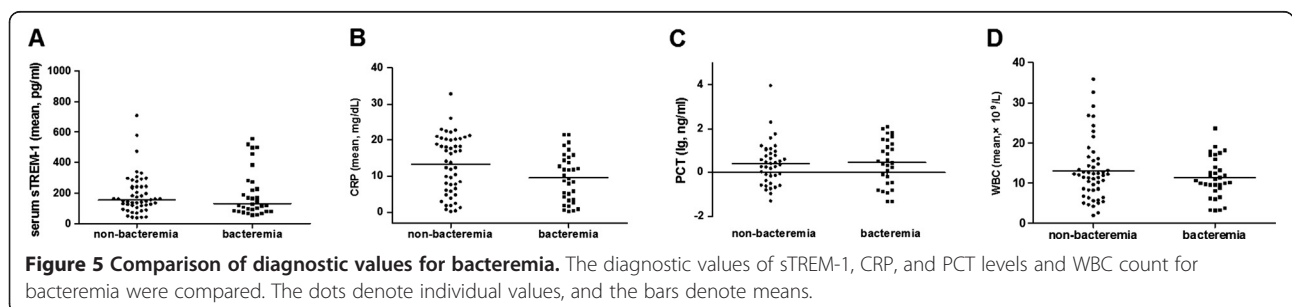 A
serum sTREM-1 (mean, pg/ml)
1000
800
600
400
200
0
non-bacteremia bacteremia
B
CRP (mean, mg/dL)
40
30
20
10
0
non-bacteremia bacteremia
C
PCT (lg, ng/ml)
4
2
0
-2
non-bacteremia bacteremia
D
WBC (mean,× 10⁹/L)
40
30
20
10
0
non-bacteremia bacteremia
Figure 5 Comparison of diagnostic values for bacteremia. The diagnostic values of sTREM-1, CRP, and PCT levels and WBC count for
bacteremia were compared. The dots denote individual values, and the bars denote means.